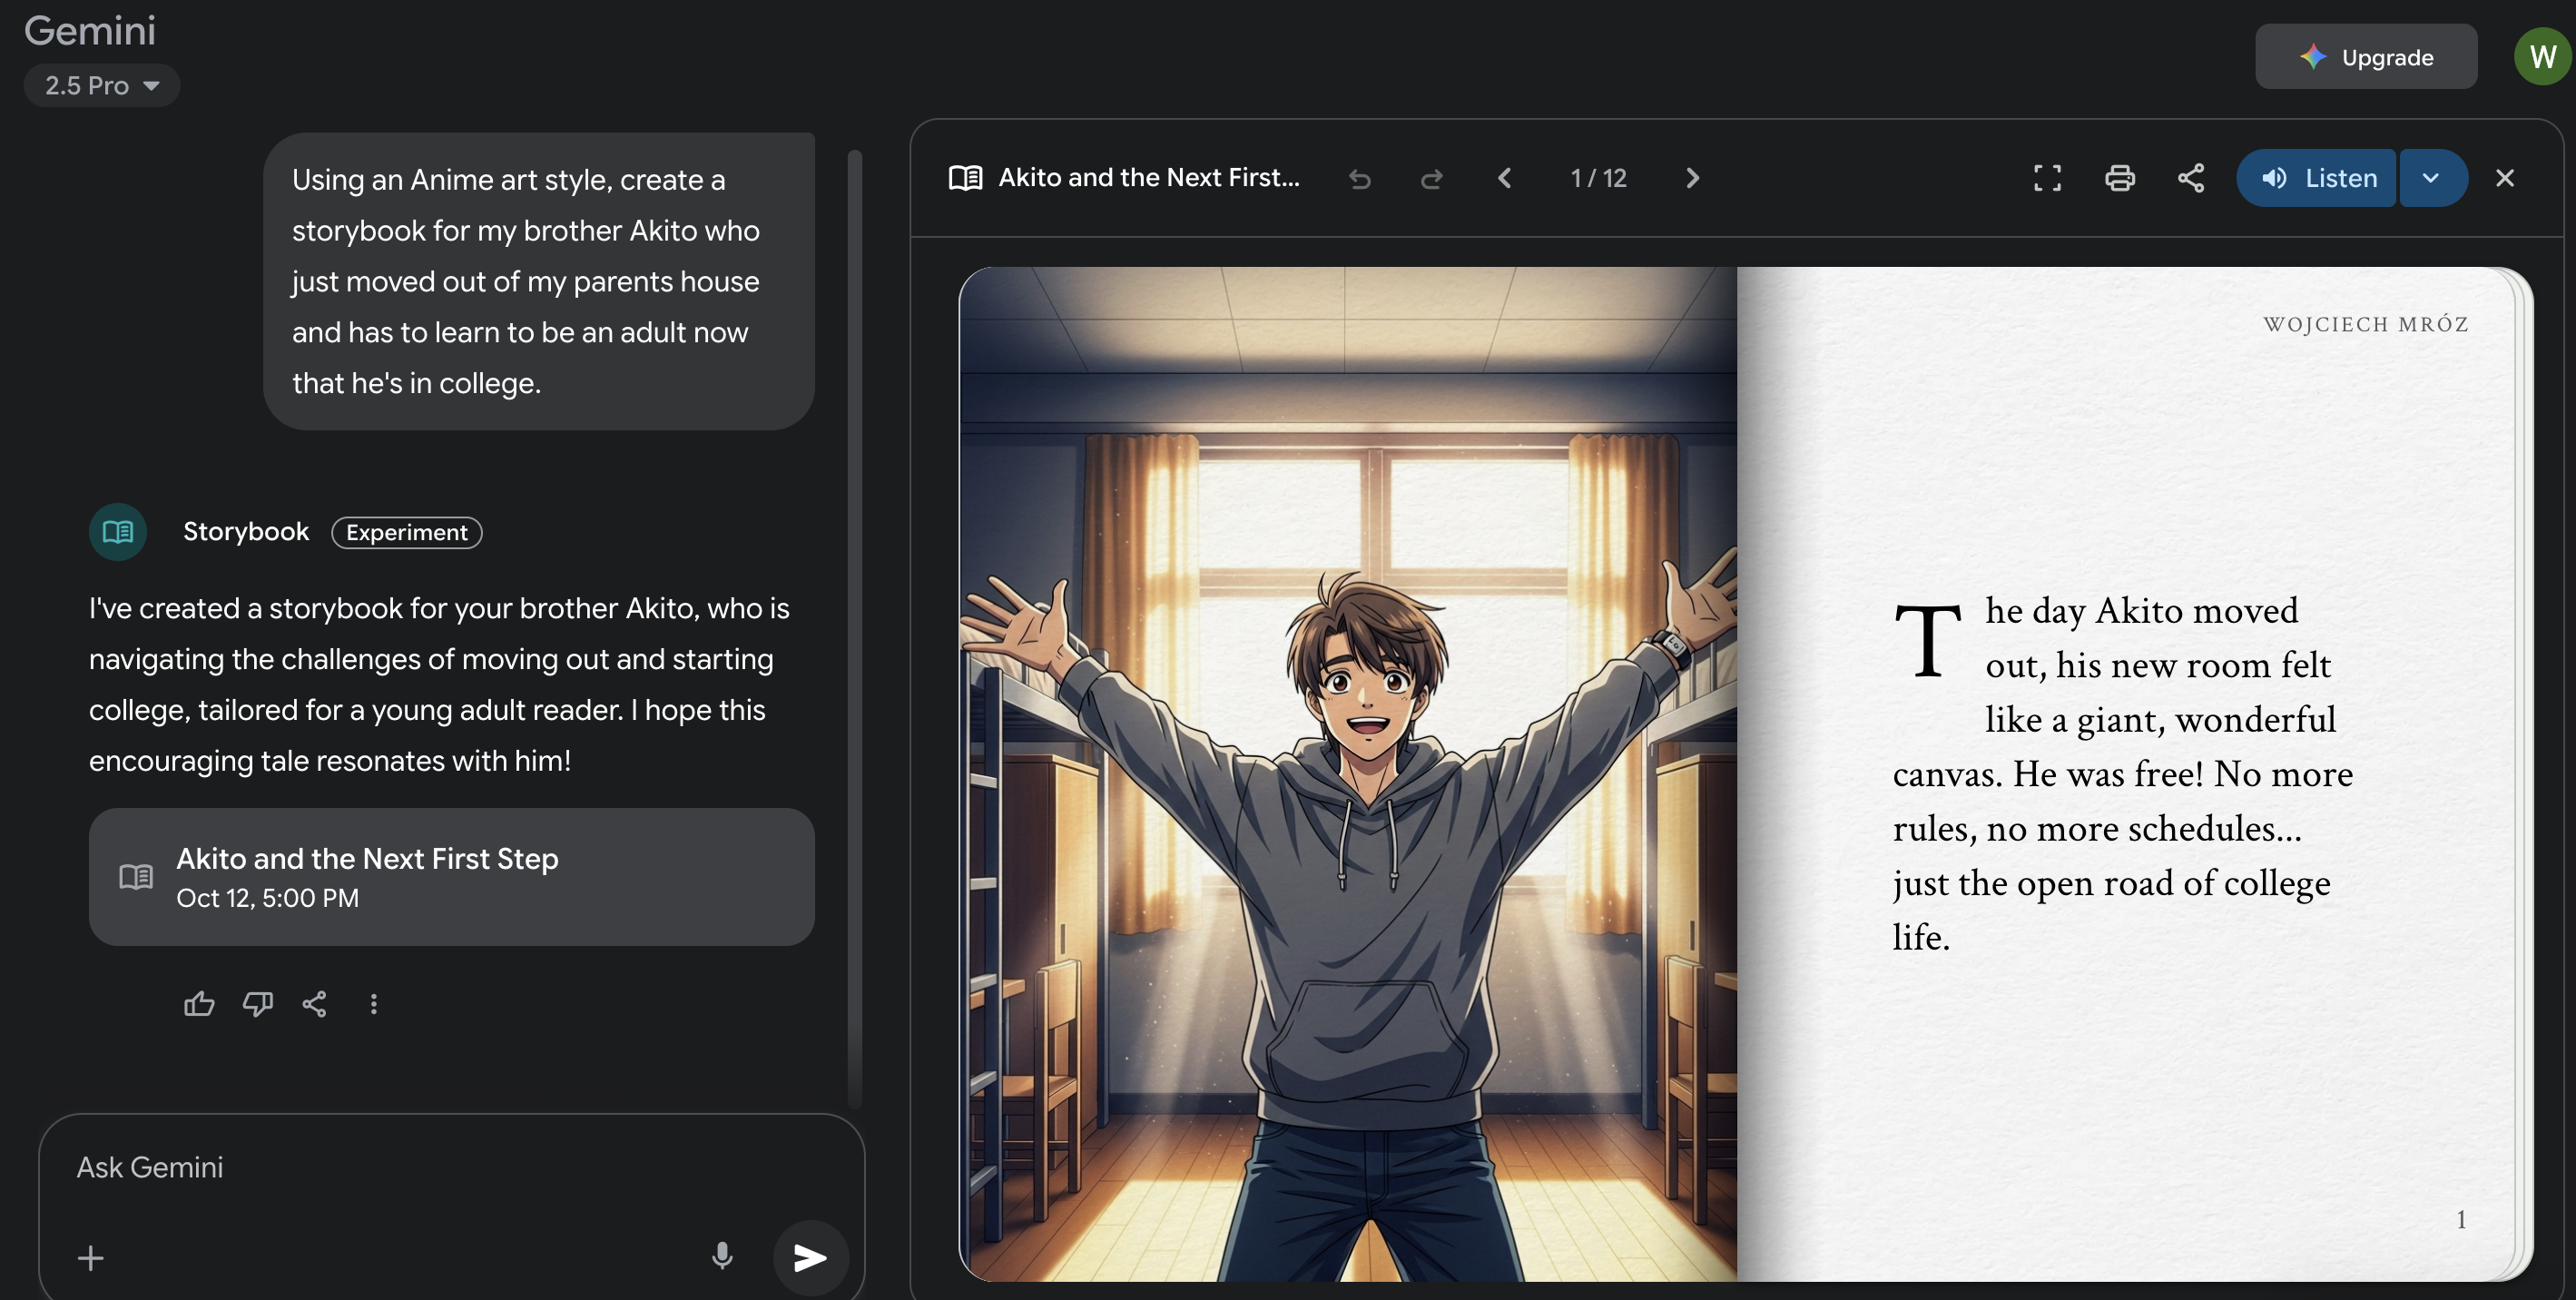 Gemini
2.5 Pro
Upgrade
W
Using an Anime art style, create a
storybook for my brother Akito who
just moved out of my parents house
and has to learn to be an adult now
that he's in college.
Storybook Experiment
I've created a storybook for your brother Akito, who is
navigating the challenges of moving out and starting
college, tailored for a young adult reader. I hope this
encouraging tale resonates with him!
Akito and the Next First Step
Oct 12, 5:00 PM
Ask Gemini
Akito and the Next First...
1 / 12
Listen
WOJCIECH MRÓZ
The day Akito moved
out, his new room felt
like a giant, wonderful
canvas. He was free! No more
rules, no more schedules...
just the open road of college
life.
1